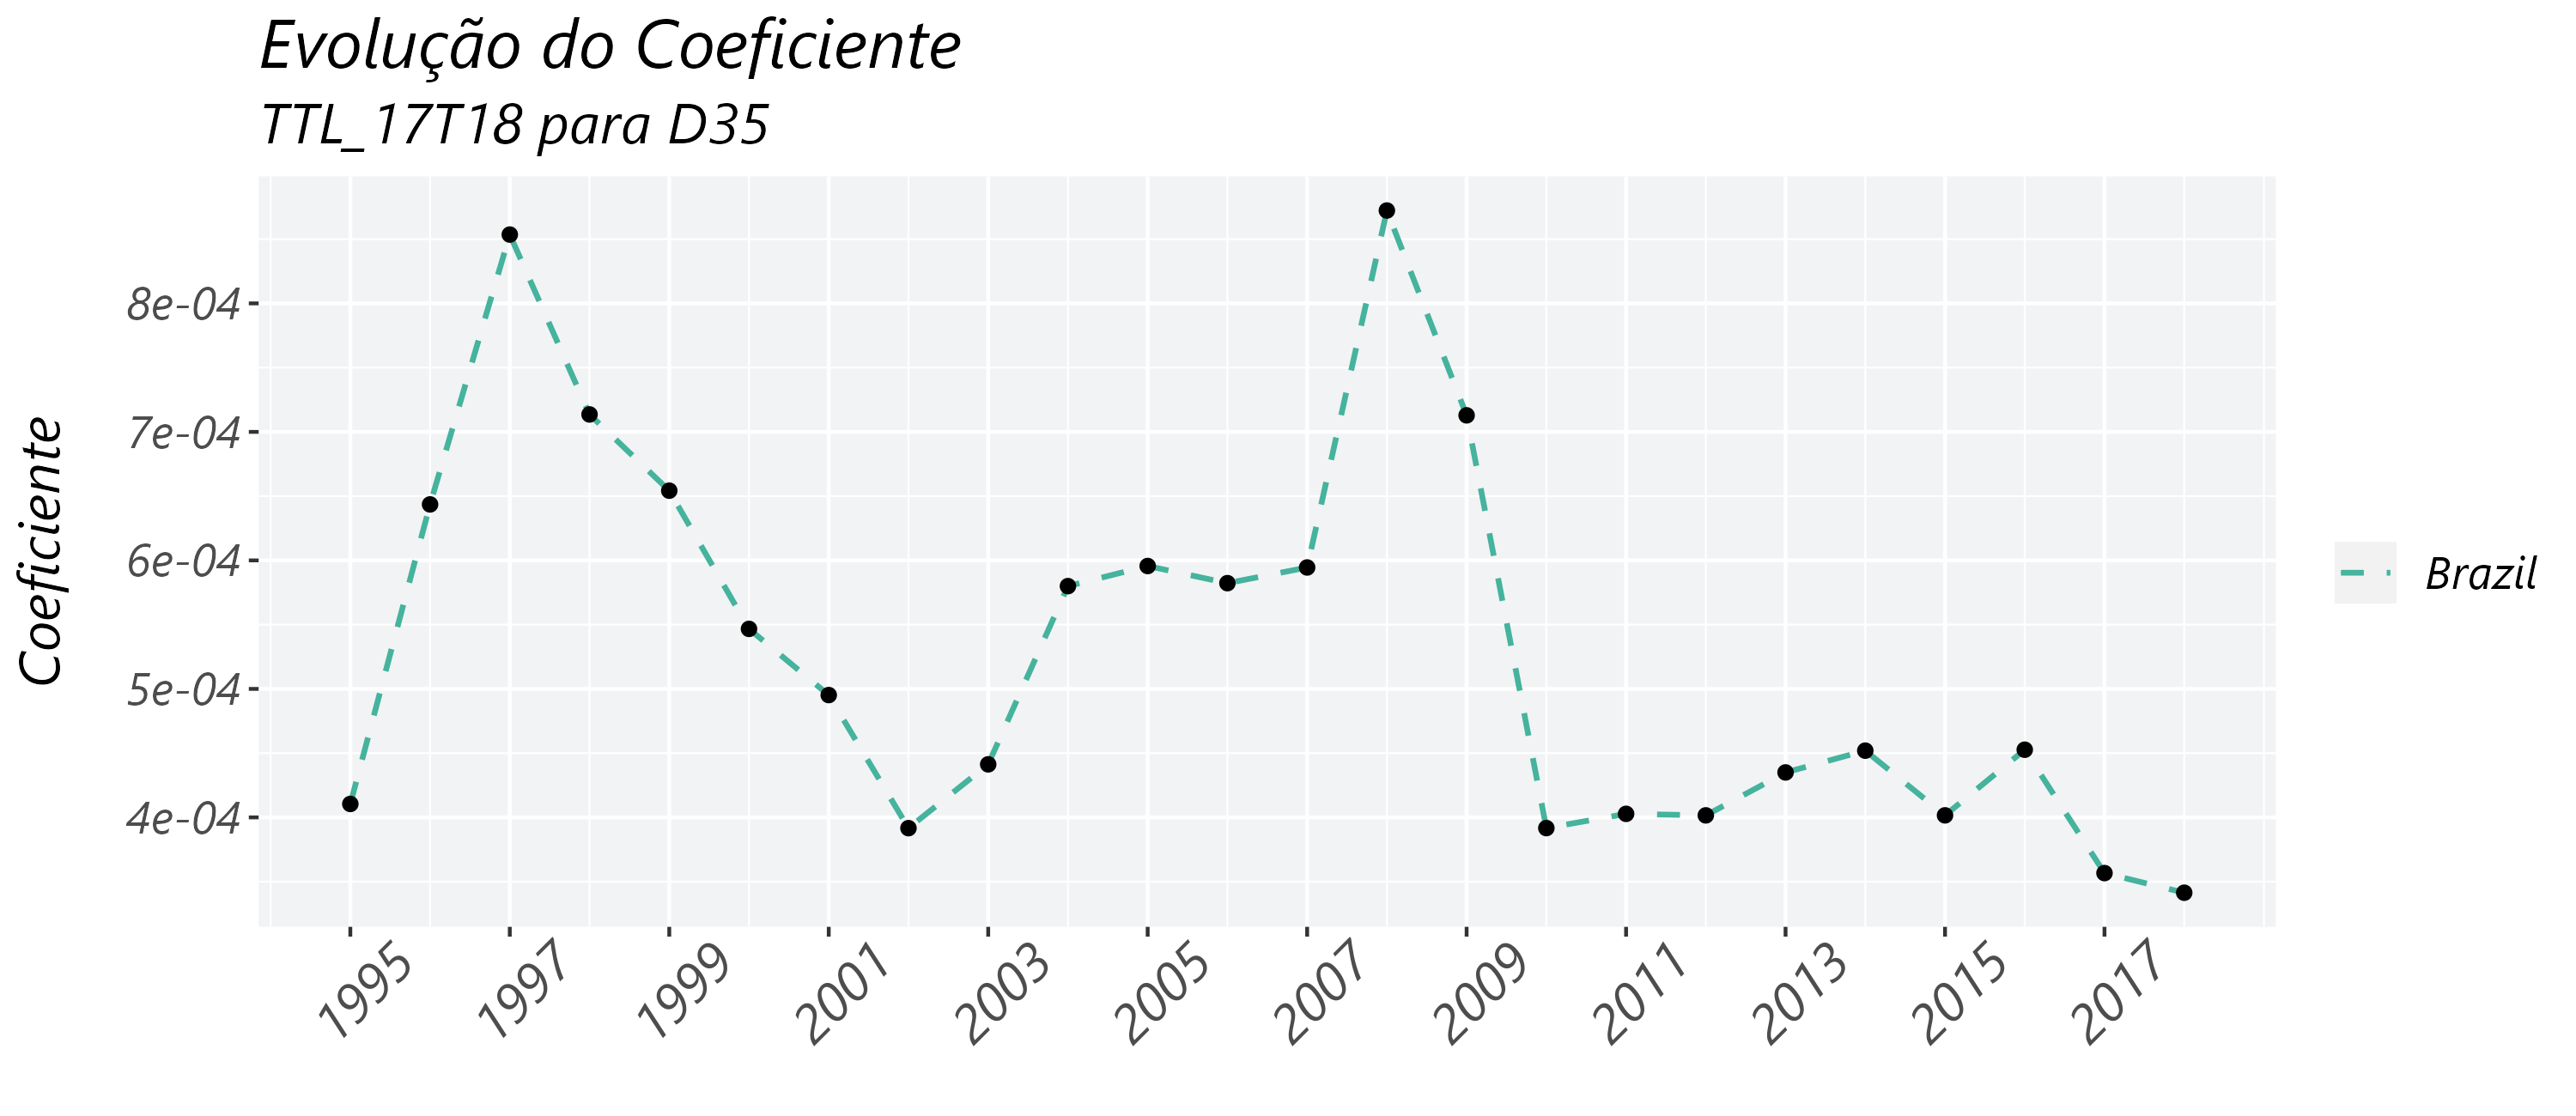 Evolução do Coeficiente
TTL_17T18 para D35
Coeficiente
8e-04
7e-04
6e-04
5e-04
4e-04
1995
1997
1999
2001
2003
2005
2007
2009
2011
2013
2015
2017
Brazil